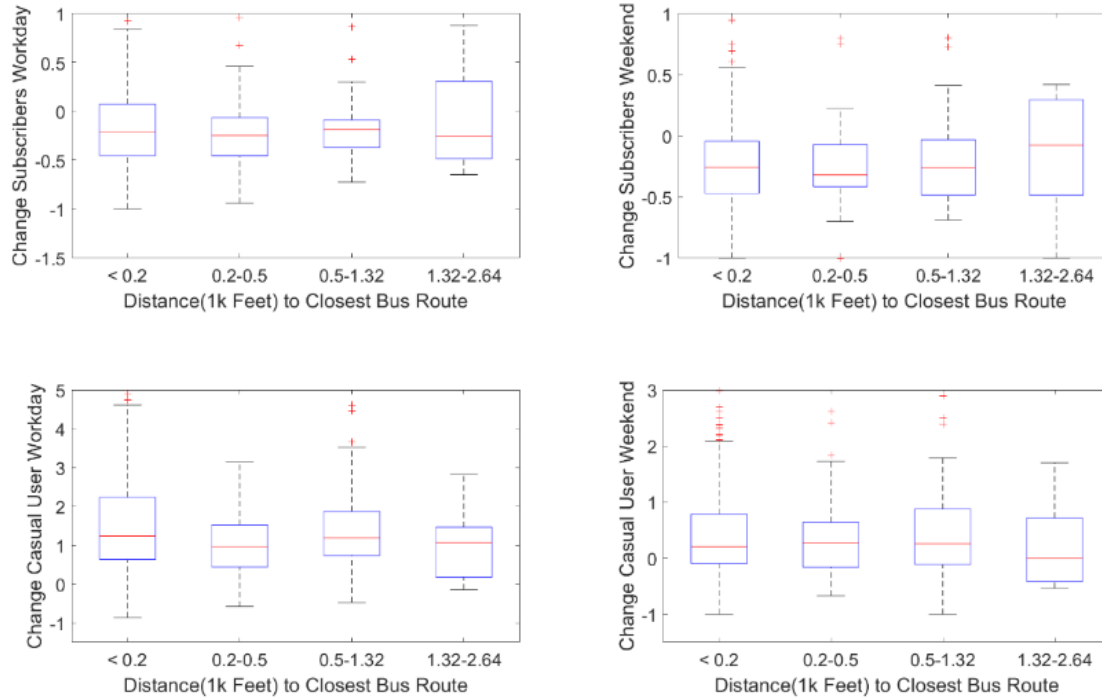 Change Subscribers Workday
1
0.5
0
-0.5
-1
-1.5
< 0.2 0.2-0.5 0.5-1.32 1.32-2.64
Distance(1k Feet) to Closest Bus Route
Change Subscribers Weekend
1
0.5
0
-0.5
-1
< 0.2 0.2-0.5 0.5-1.32 1.32-2.64
Distance(1k Feet) to Closest Bus Route
Change Casual User Workday
5
4
3
2
1
0
-1
< 0.2 0.2-0.5 0.5-1.32 1.32-2.64
Distance(1k Feet) to Closest Bus Route
Change Casual User Weekend
3
2
1
0
-1
< 0.2 0.2-0.5 0.5-1.32 1.32-2.64
Distance(1k Feet) to Closest Bus Route